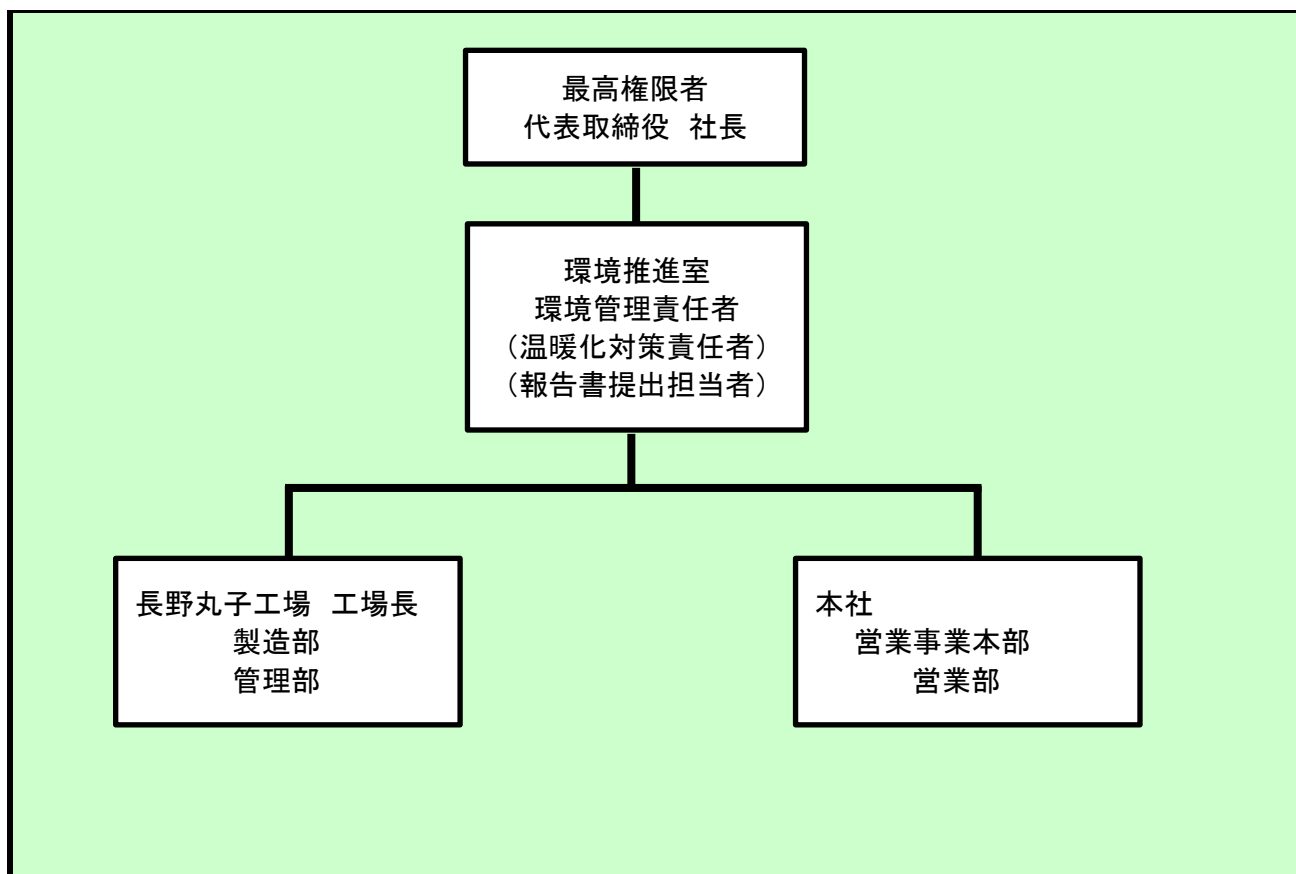 最高権限者
代表取締役 社長
環境推進室
環境管理責任者
（温暖化対策責任者）
（報告書提出担当者）
長野丸子工場 工場長
製造部
管理部
本社
営業事業本部
営業部